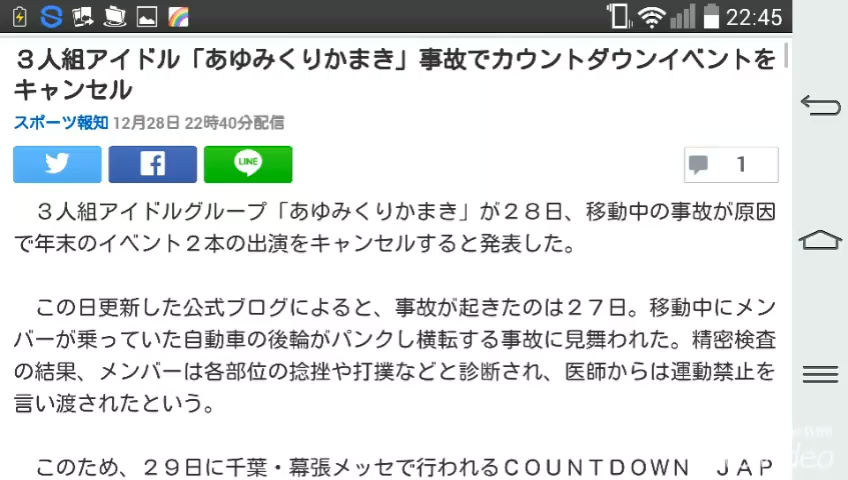 22:45
３人組アイドル「あゆみくりかまき」事故でカウントダウンイベントを
キャンセル
スポーツ報知 12月28日 22時40分配信
LINE
1
３人組アイドルグループ「あゆみくりかまき」が２８日、移動中の事故が原因
で年末のイベント２本の出演をキャンセルすると発表した。
この日更新した公式ブログによると、事故が起きたのは２７日。移動中にメン
バーが乗っていた自動車の後輪がパンクし横転する事故に見舞われた。精密検査
の結果、メンバーは各部位の捻挫や打撲などと診断され、医師からは運動禁止を
言い渡されたという。
このため、２９日に千葉・幕張メッセで行われるＣＯＵＮＴＤＯＷＮ　ＪＡＰ